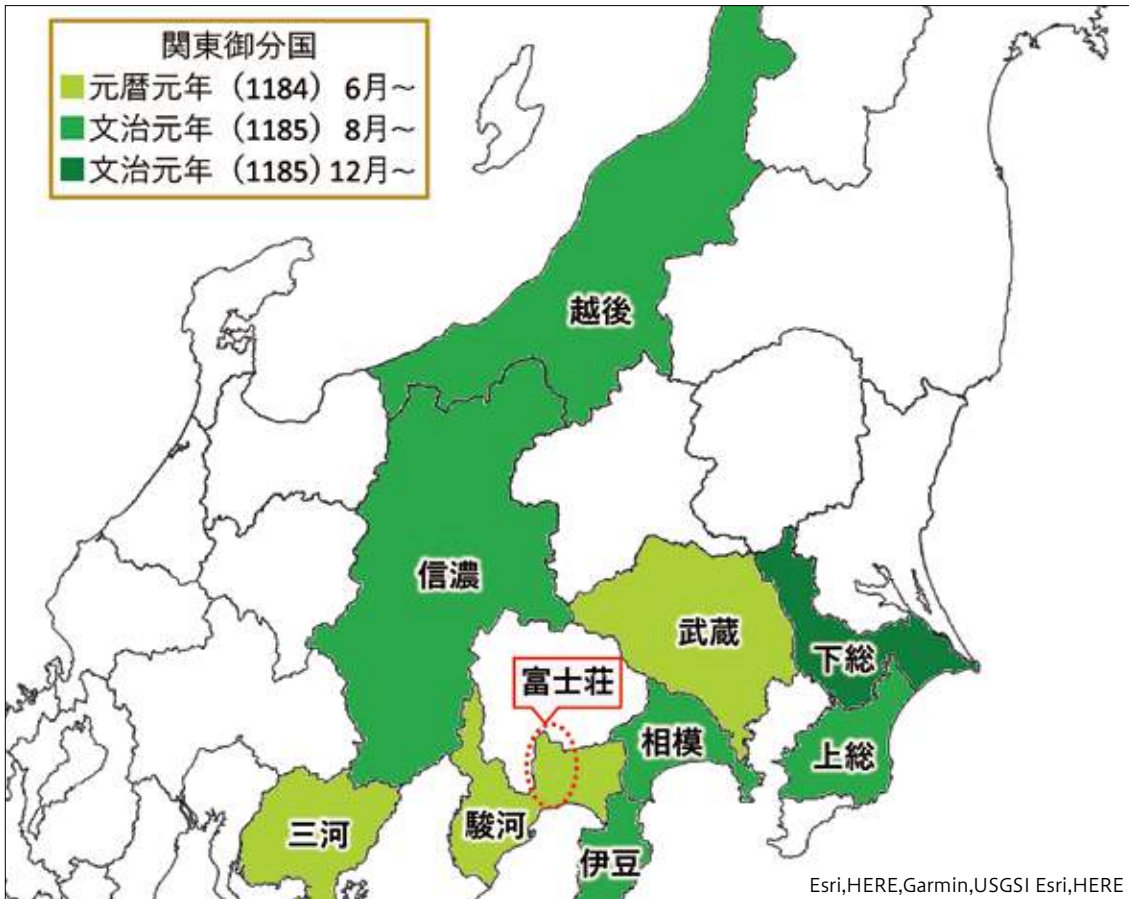 関東御分国
元暦元年（1184） 6月～
文治元年（1185） 8月～
文治元年（1185）12月～
越後
信濃
武蔵
下総
富士荘
相模
上総
三河
駿河
伊豆
Esri,HERE,Garmin,USGSI Esri,HERE